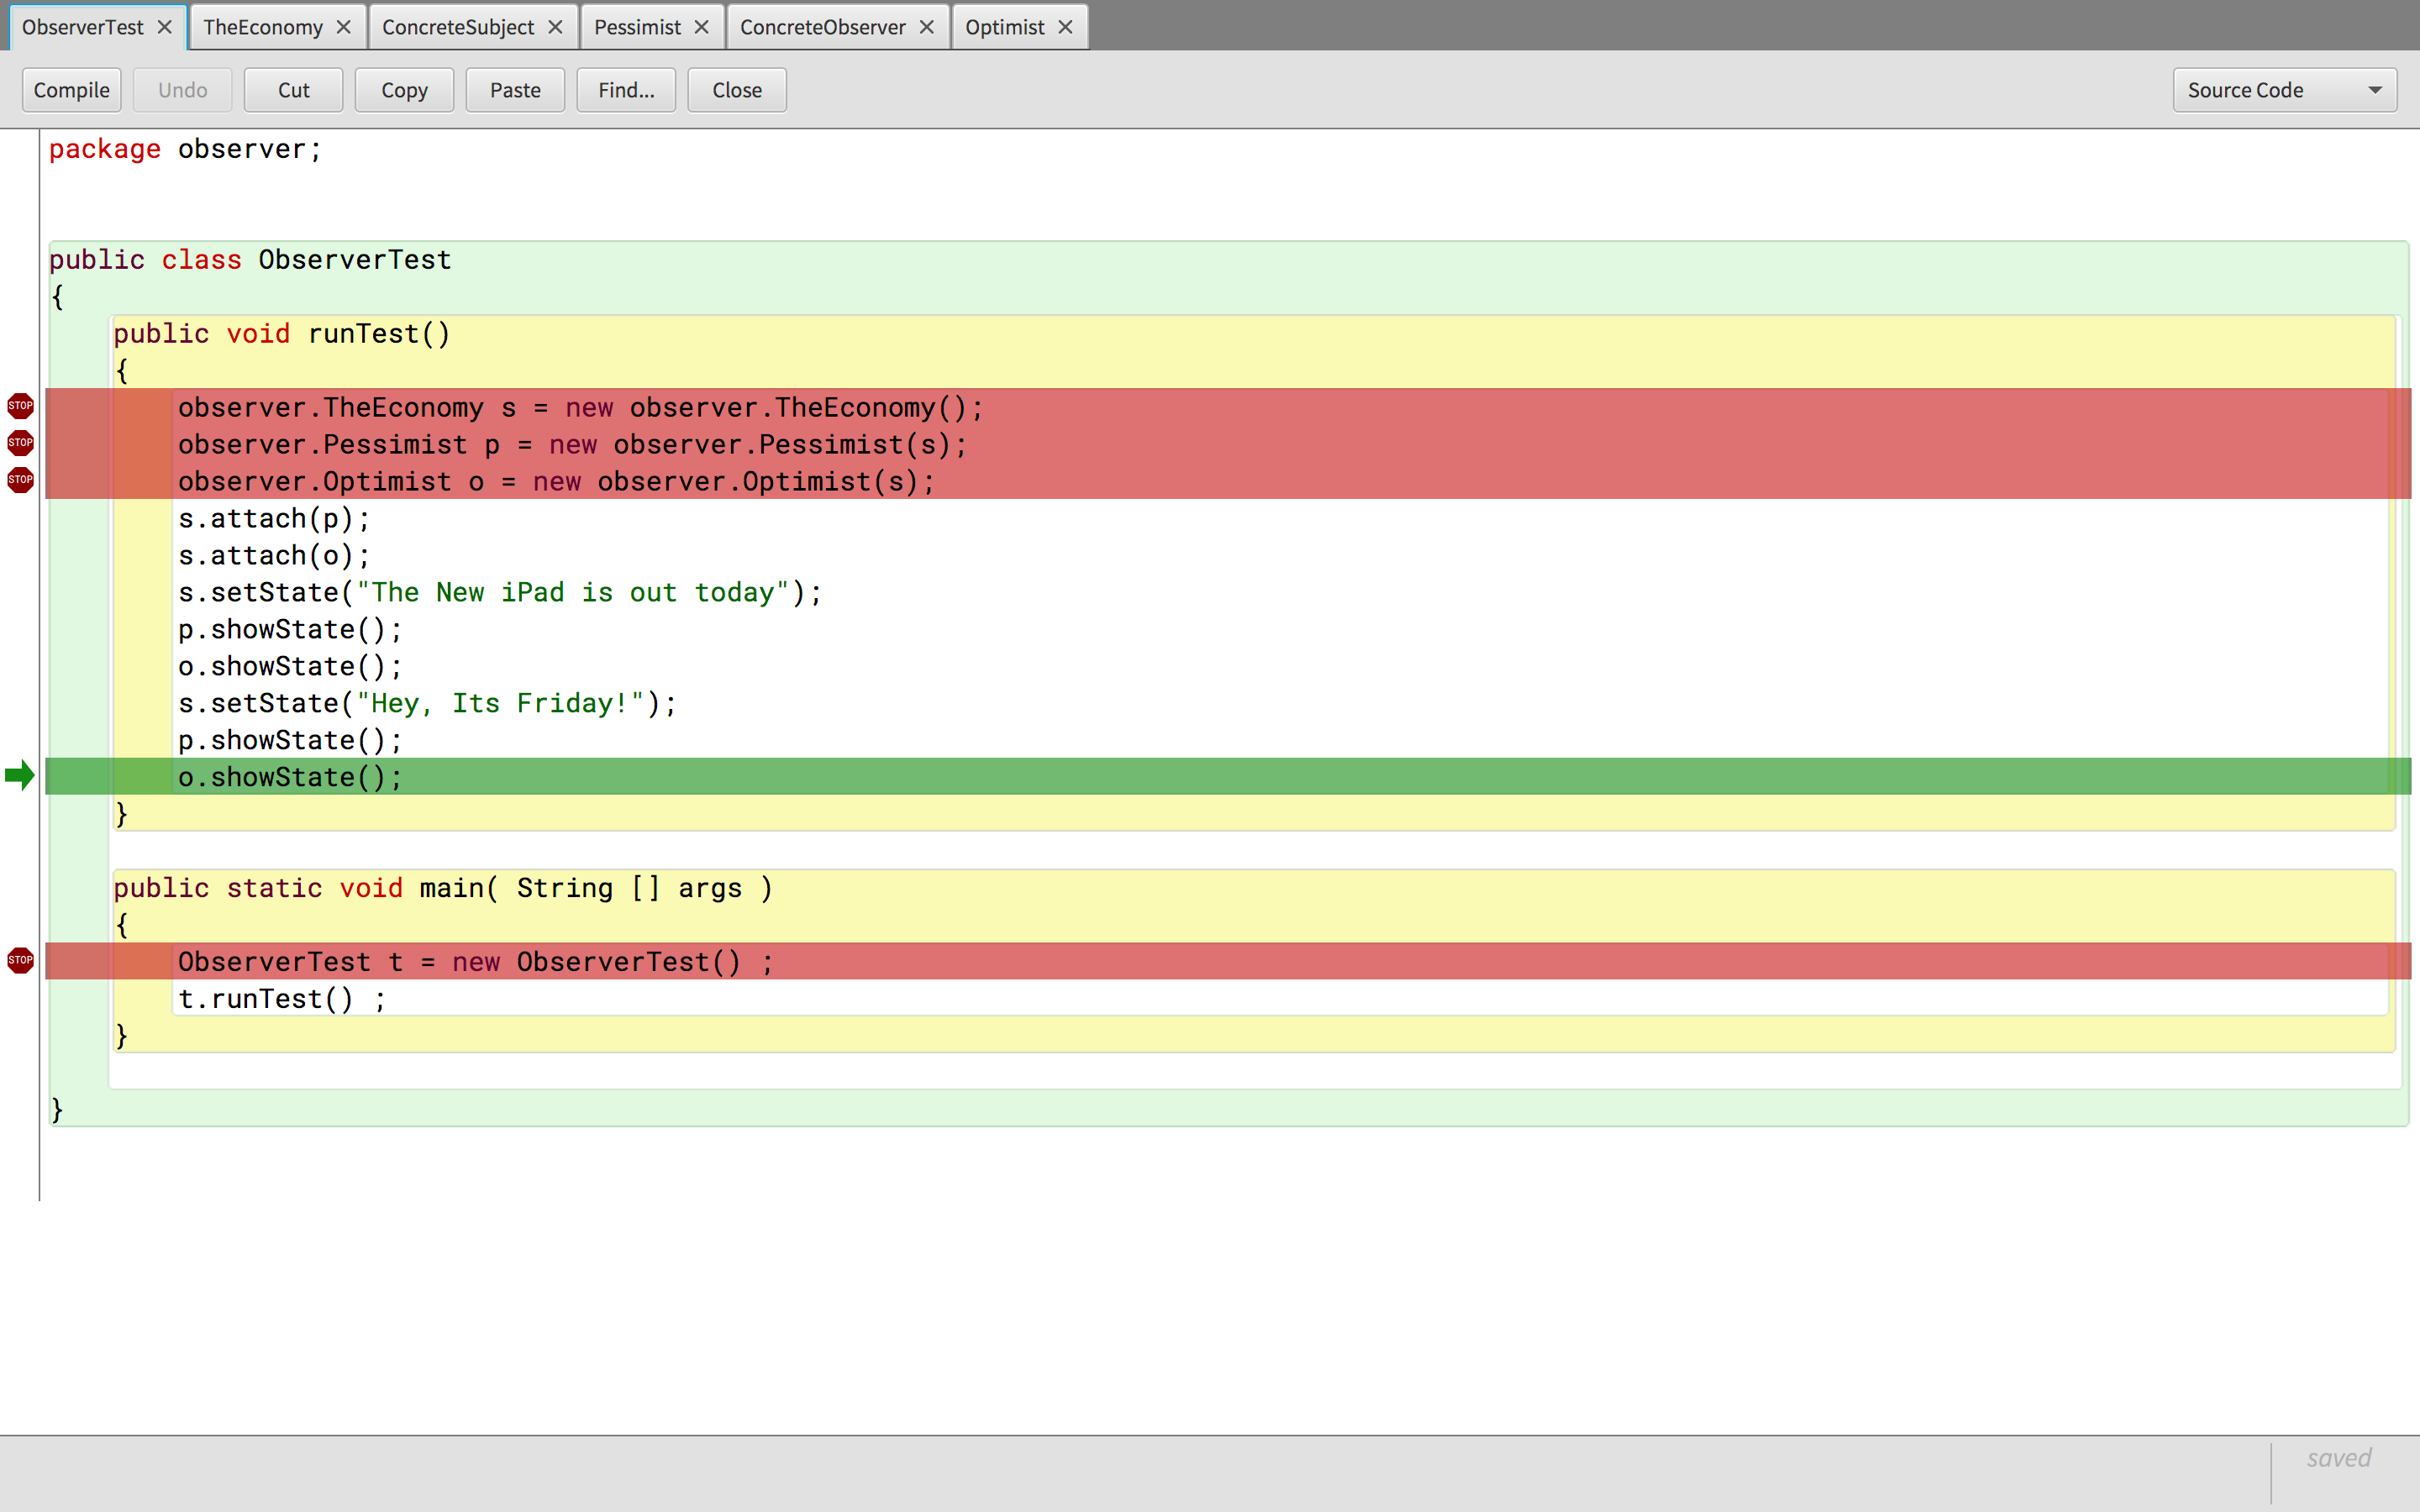 ObserverTest TheEconomy ConcreteSubject Pessimist ConcreteObserver Optimist
Compile Undo Cut Copy Paste Find... Close Source Code
package observer;
public class ObserverTest
{
public void runTest()
{
STOP observer.TheEconomy s = new observer.TheEconomy();
STOP observer.Pessimist p = new observer.Pessimist(s);
STOP observer.Optimist o = new observer.Optimist(s);
s.attach(p);
s.attach(o);
s.setState("The New iPad is out today");
p.showState();
o.showState();
s.setState("Hey, Its Friday!");
p.showState();
o.showState();
}
public static void main( String [] args )
{
STOP ObserverTest t = new ObserverTest() ;
t.runTest() ;
}
}
saved